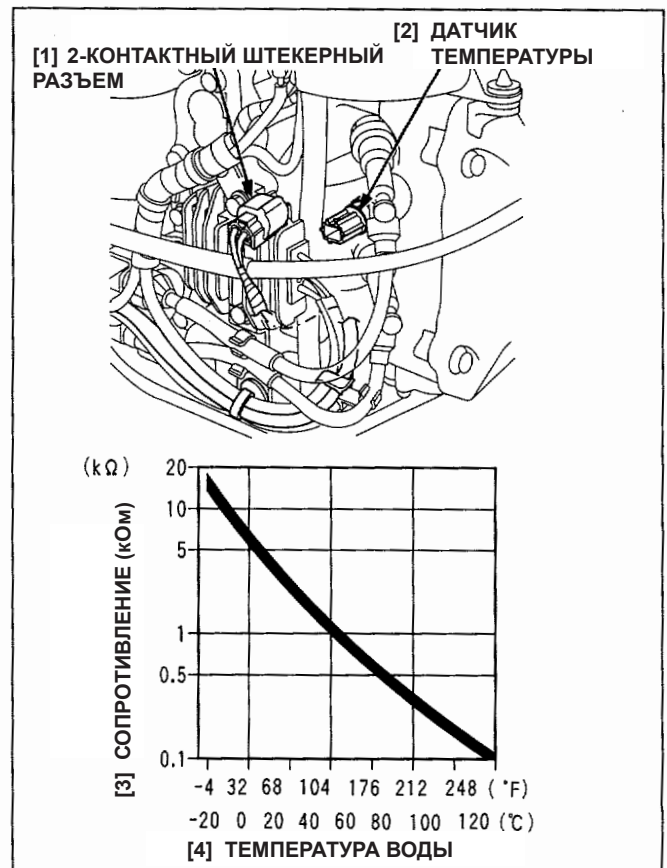 [2] ДАТЧИК
ТЕМПЕРАТУРЫ
[1] 2-КОНТАКТНЫЙ ШТЕКЕРНЫЙ
РАЗЪЕМ
(kΩ)
20
10
5
1
0.5
0.1
[3] СОПРОТИВЛЕНИЕ (кОм)
-4 32 68 104 176 212 248 (°F)
-20 0 20 40 60 80 100 120 (°C)
[4] ТЕМПЕРАТУРА ВОДЫ